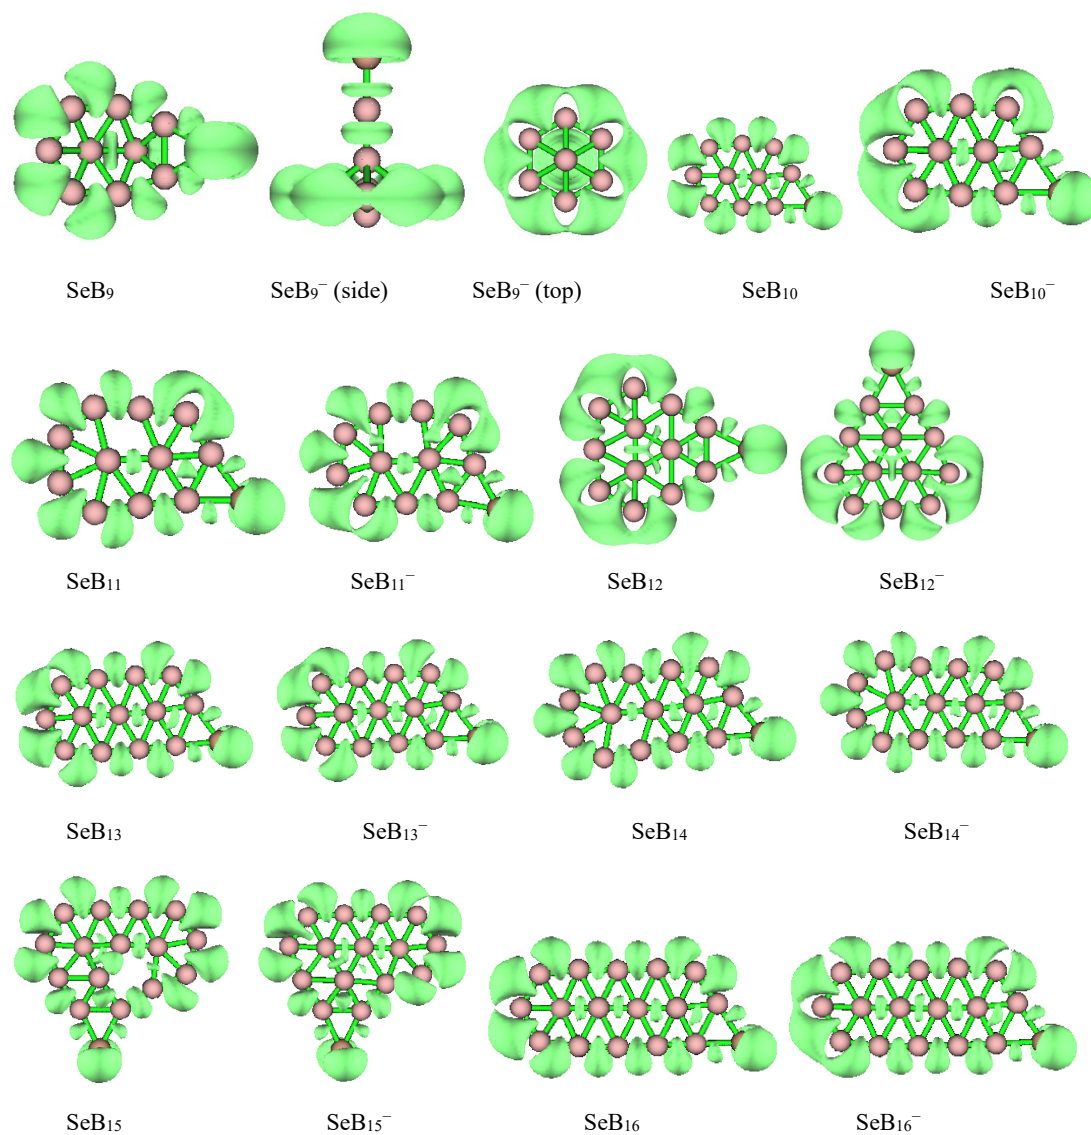 SeB₉ SeB₉⁻ (side) SeB₉⁻ (top) SeB₁₀ SeB₁₀⁻
SeB₁₁ SeB₁₁⁻ SeB₁₂ SeB₁₂⁻
SeB₁₃ SeB₁₃⁻ SeB₁₄ SeB₁₄⁻
SeB₁₅ SeB₁₅⁻ SeB₁₆ SeB₁₆⁻